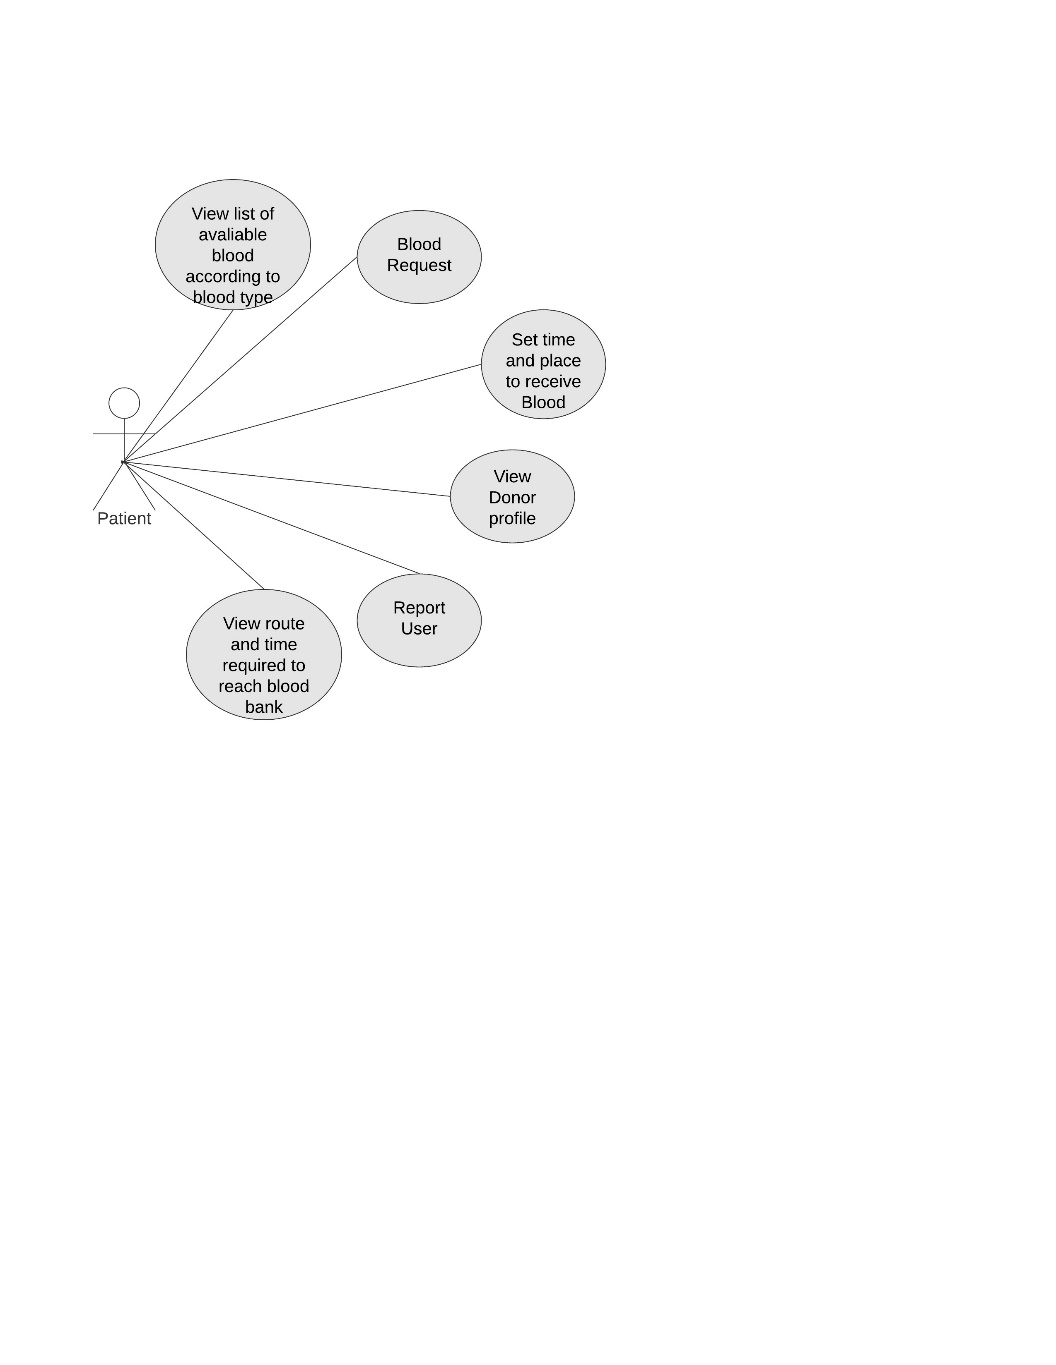 View list of
avaliable
blood
according to
blood type
Blood
Request
Set time
and place
to receive
Blood
View
Donor
profile
Patient
Report
User
View route
and time
required to
reach blood
bank